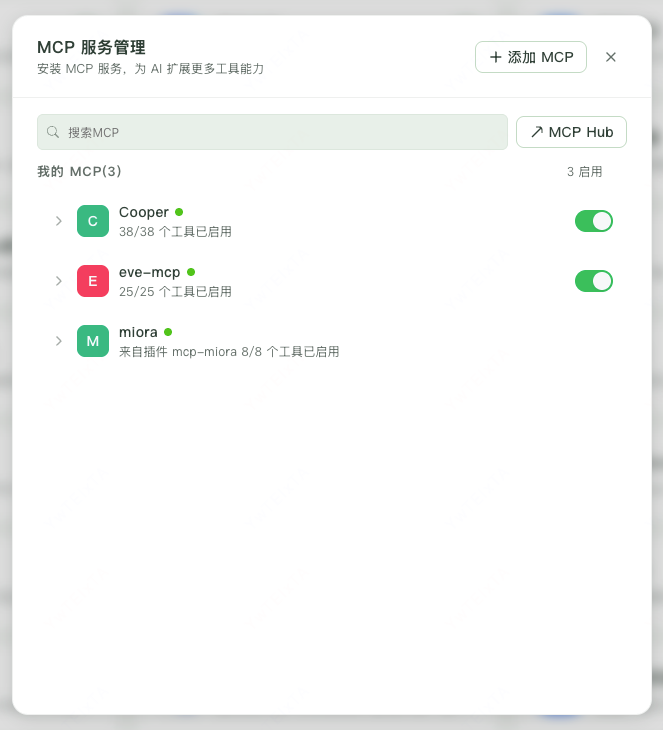 MCP 服务管理
安装 MCP 服务，为 AI 扩展更多工具能力
添加 MCP
搜索MCP
MCP Hub
我的 MCP(3)
3 启用
C
Cooper
38/38 个工具已启用
E
eve-mcp
25/25 个工具已启用
M
miora
来自插件 mcp-miora 8/8 个工具已启用